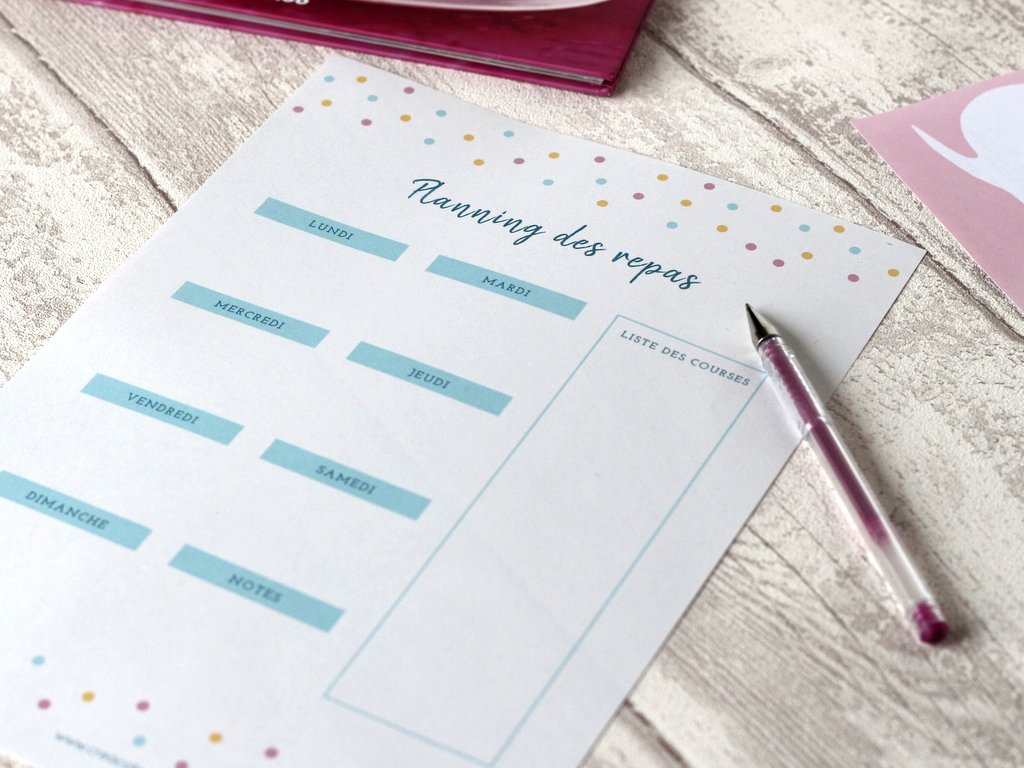 Planning des repas
LUNDI
MARDI
MERCREDI
JEUDI
VENDREDI
SAMEDI
DIMANCHE
NOTES
LISTE DES COURSES